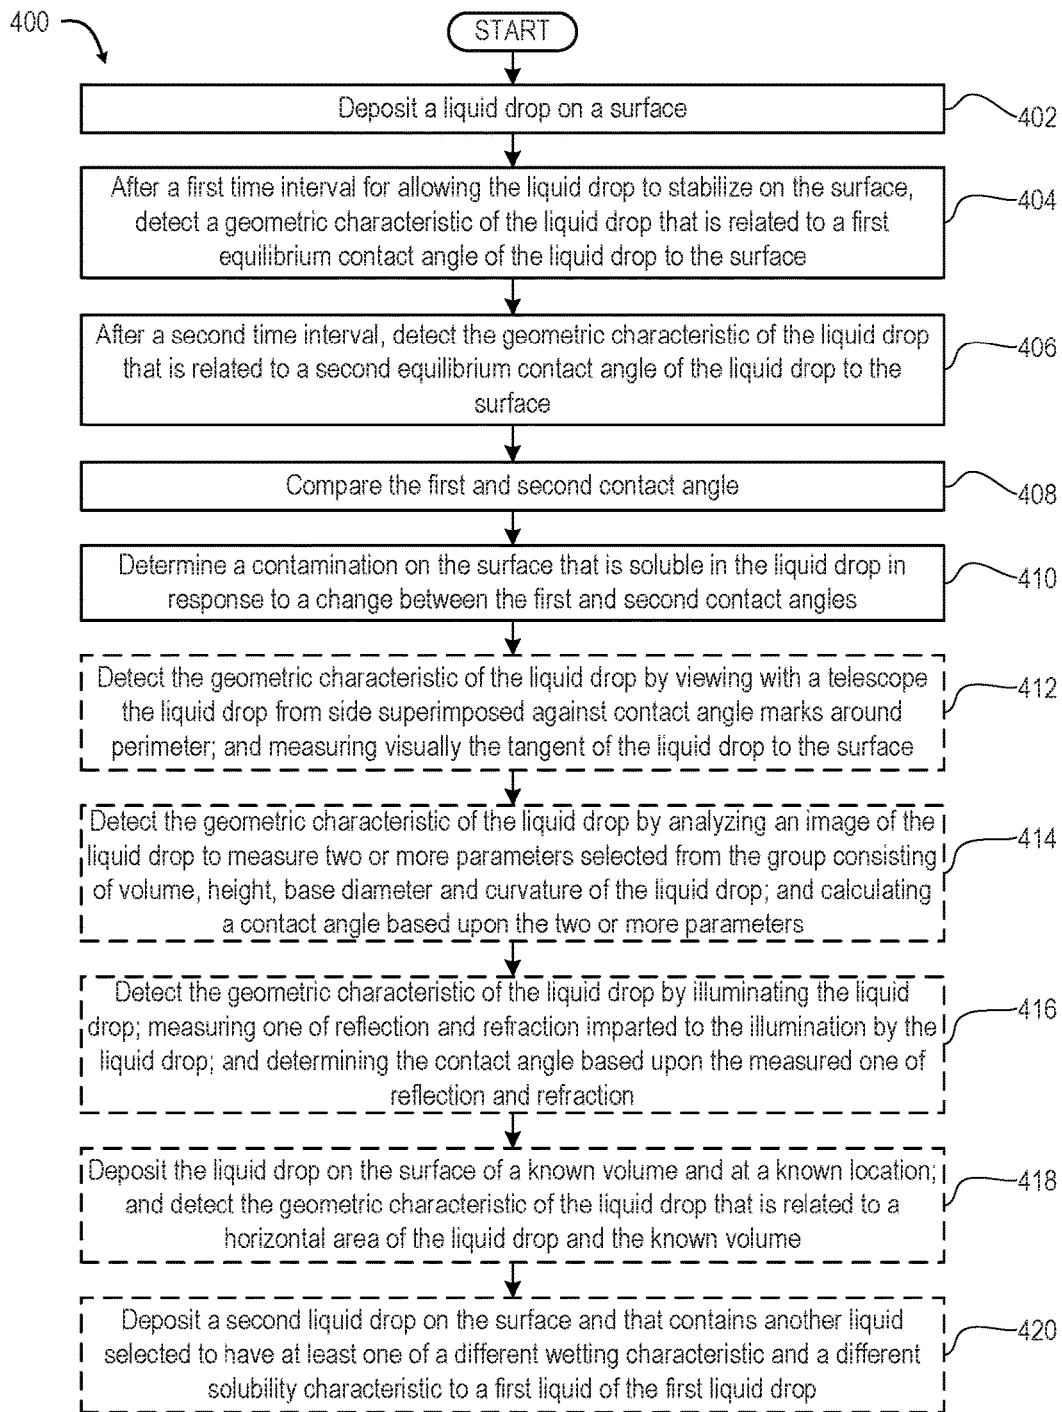 400
START
Deposit a liquid drop on a surface
402
After a first time interval for allowing the liquid drop to stabilize on the surface,
detect a geometric characteristic of the liquid drop that is related to a first
equilibrium contact angle of the liquid drop to the surface
404
After a second time interval, detect the geometric characteristic of the liquid drop
that is related to a second equilibrium contact angle of the liquid drop to the
surface
406
Compare the first and second contact angle
408
Determine a contamination on the surface that is soluble in the liquid drop in
response to a change between the first and second contact angles
410
Detect the geometric characteristic of the liquid drop by viewing with a telescope
the liquid drop from side superimposed against contact angle marks around
perimeter; and measuring visually the tangent of the liquid drop to the surface
412
Detect the geometric characteristic of the liquid drop by analyzing an image of the
liquid drop to measure two or more parameters selected from the group consisting
of volume, height, base diameter and curvature of the liquid drop; and calculating
a contact angle based upon the two or more parameters
414
Detect the geometric characteristic of the liquid drop by illuminating the liquid
drop; measuring one of reflection and refraction imparted to the illumination by the
liquid drop; and determining the contact angle based upon the measured one of
reflection and refraction
416
Deposit the liquid drop on the surface of a known volume and at a known location;
and detect the geometric characteristic of the liquid drop that is related to a
horizontal area of the liquid drop and the known volume
418
Deposit a second liquid drop on the surface and that contains another liquid
selected to have at least one of a different wetting characteristic and a different
solubility characteristic to a first liquid of the first liquid drop
420